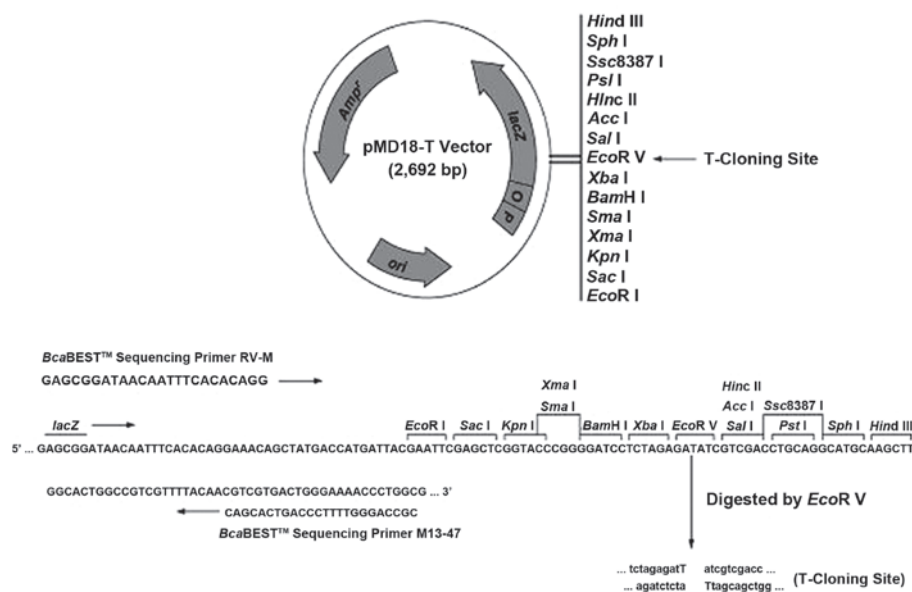 Hind III
Sph I
Ssc8387 I
Psl I
HInc II
Acc I
Sal I
EcoR V
T-Cloning Site
Xba I
BamH I
Sma I
Xma I
Kpn I
Sac I
EcoR I
Ampʳ
lacZ
O
P
ori
pMD18-T Vector
(2,692 bp)
BcaBEST™ Sequencing Primer RV-M
GAGCGGATAACAATTTCACACAGG
Xma I
Hinc II
lacZ
EcoR I Sac I Kpn I Sma I BamH I Xba I EcoR V Acc I Sal I Ssc8387 I Pst I Sph I Hind III
5' ... GAGCGGATAACAATTTCACACAGGAAACAGCTATGACCATGATTACGAATTCGAGCTCGGTACCCGGGGATCCTCTAGAGATATCGTCGACCTGCAGGCATGCAAGCTT
GGCACTGGCCGTCGTTTTACAACGTCGTGACTGGGAAAACCCTGGCG ... 3'
CAGCACTGACCCTTTTGGGACCGC
BcaBEST™ Sequencing Primer M13-47
Digested by EcoR V
... tctagagatT atcgtcgacc ...
... agatctcta Ttagcagctgg ...
(T-Cloning Site)